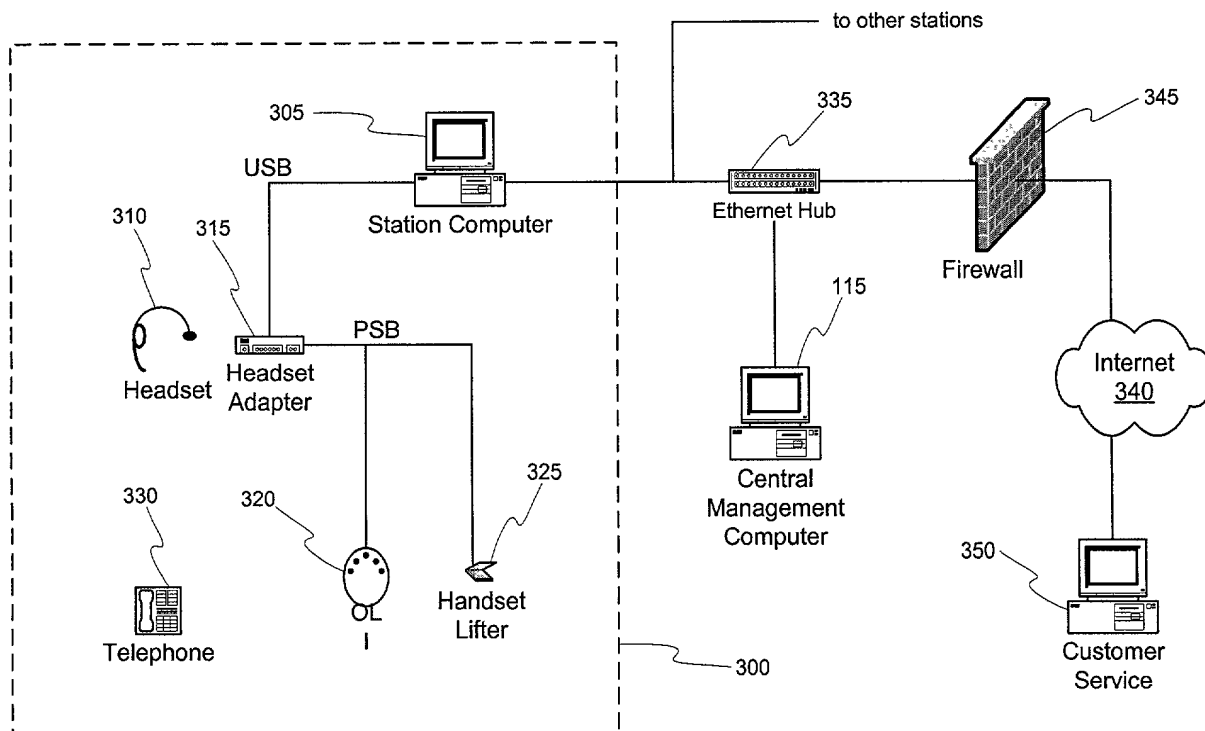 to other stations
305
335
345
USB
Station Computer
Ethernet Hub
Firewall
310
315
115
PSB
Headset
Headset
Adapter
Internet
340
Central
Management
Computer
330
320
325
350
OL
I
Handset
Lifter
Telephone
300
Customer
Service